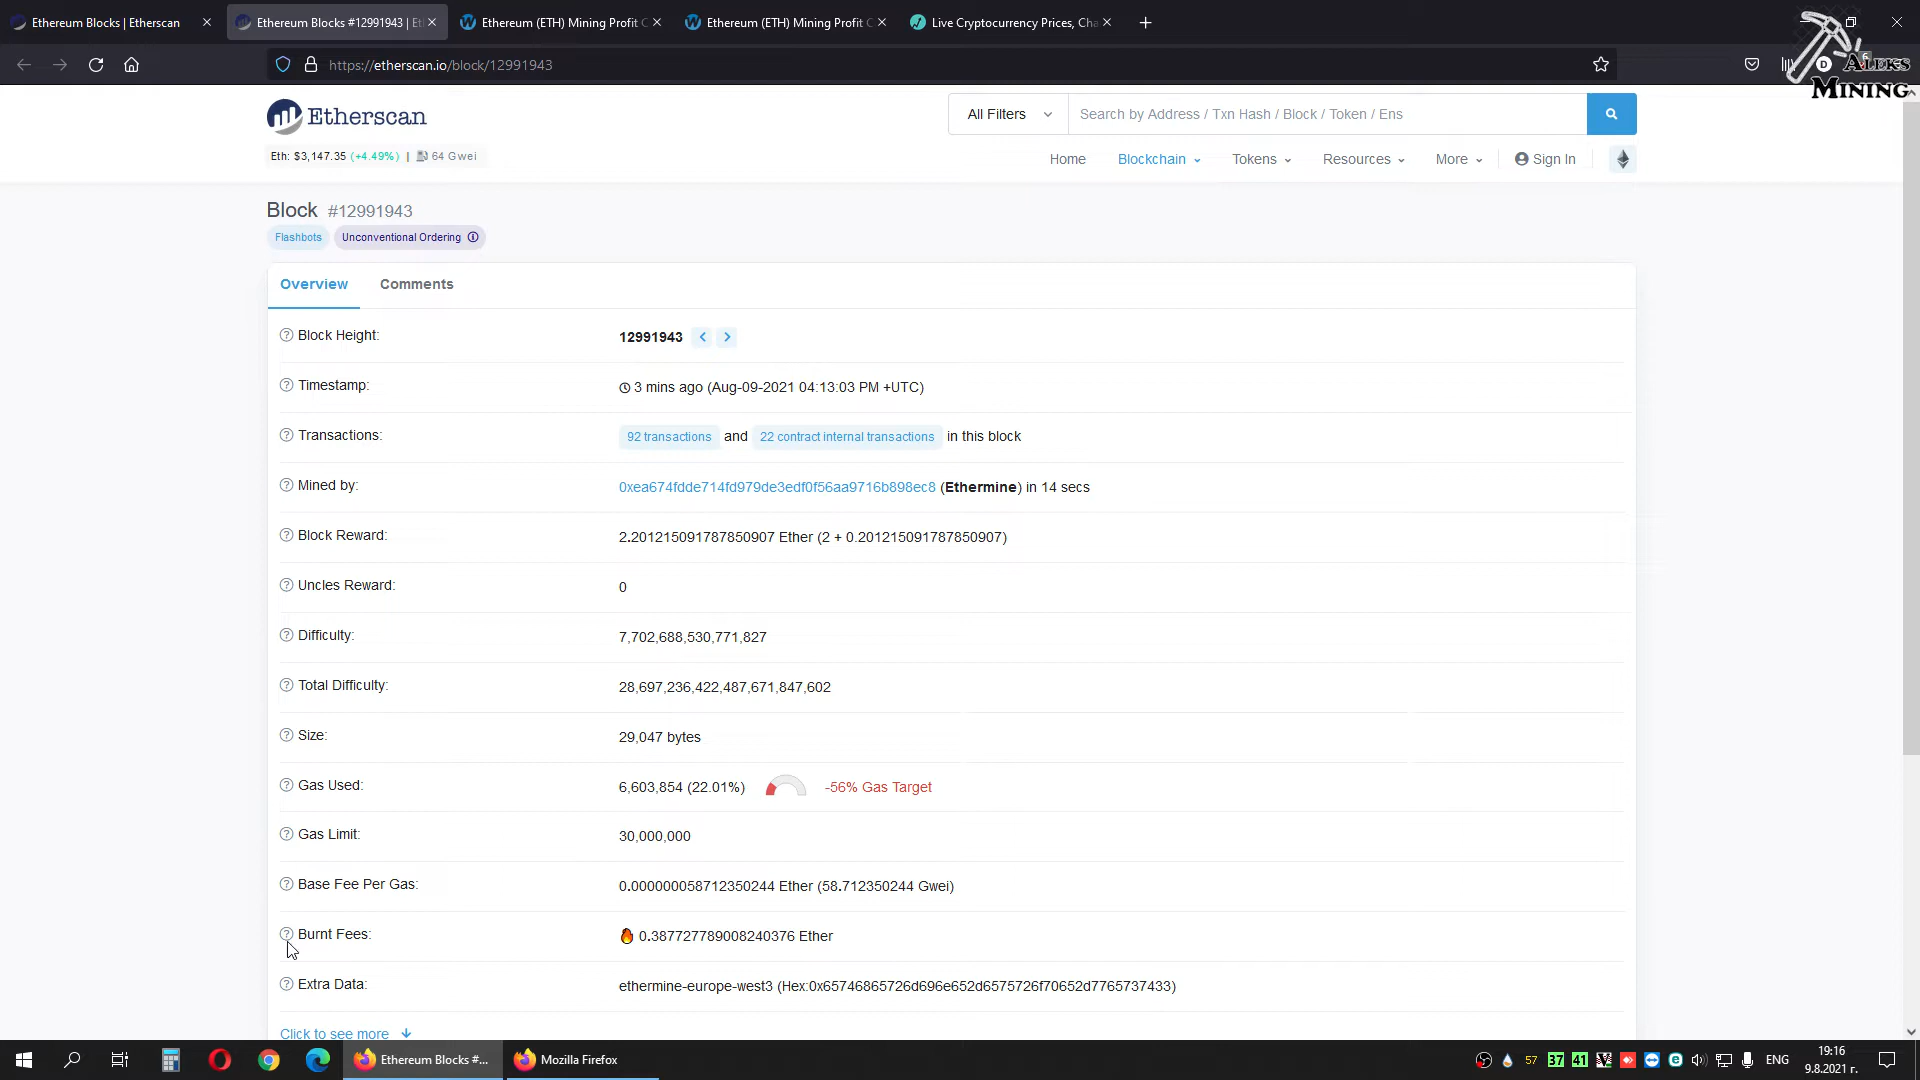 Ethereum Blocks | Etherscan
Ethereum Blocks #12991943 | Et
Ethereum (ETH) Mining Profit C
Ethereum (ETH) Mining Profit C
Live Cryptocurrency Prices, Cha
https://etherscan.io/block/12991943
ALEKS
MINING
Etherscan
All Filters
Search by Address / Txn Hash / Block / Token / Ens
Eth: $3,147.35 (+4.49%) | 64 Gwei
Home
Blockchain
Tokens
Resources
More
Sign In
Block #12991943
Flashbots
Unconventional Ordering
Overview
Comments
Block Height:
12991943
Timestamp:
3 mins ago (Aug-09-2021 04:13:03 PM +UTC)
Transactions:
92 transactions and 22 contract internal transactions in this block
Mined by:
0xea674fdde714fd979de3edf0f56aa9716b898ec8 (Ethermine) in 14 secs
Block Reward:
2.201215091787850907 Ether (2 + 0.201215091787850907)
Uncles Reward:
0
Difficulty:
7,702,688,530,771,827
Total Difficulty:
28,697,236,422,487,671,847,602
Size:
29,047 bytes
Gas Used:
6,603,854 (22.01%)
-56% Gas Target
Gas Limit:
30,000,000
Base Fee Per Gas:
0.000000058712350244 Ether (58.712350244 Gwei)
Burnt Fees:
0.387727789008240376 Ether
Extra Data:
ethermine-europe-west3 (Hex:0x65746865726d696e652d6575726f70652d7765737433)
Click to see more
Ethereum Blocks #...
Mozilla Firefox
57
37
41
ENG
19:16
9.8.2021 г.